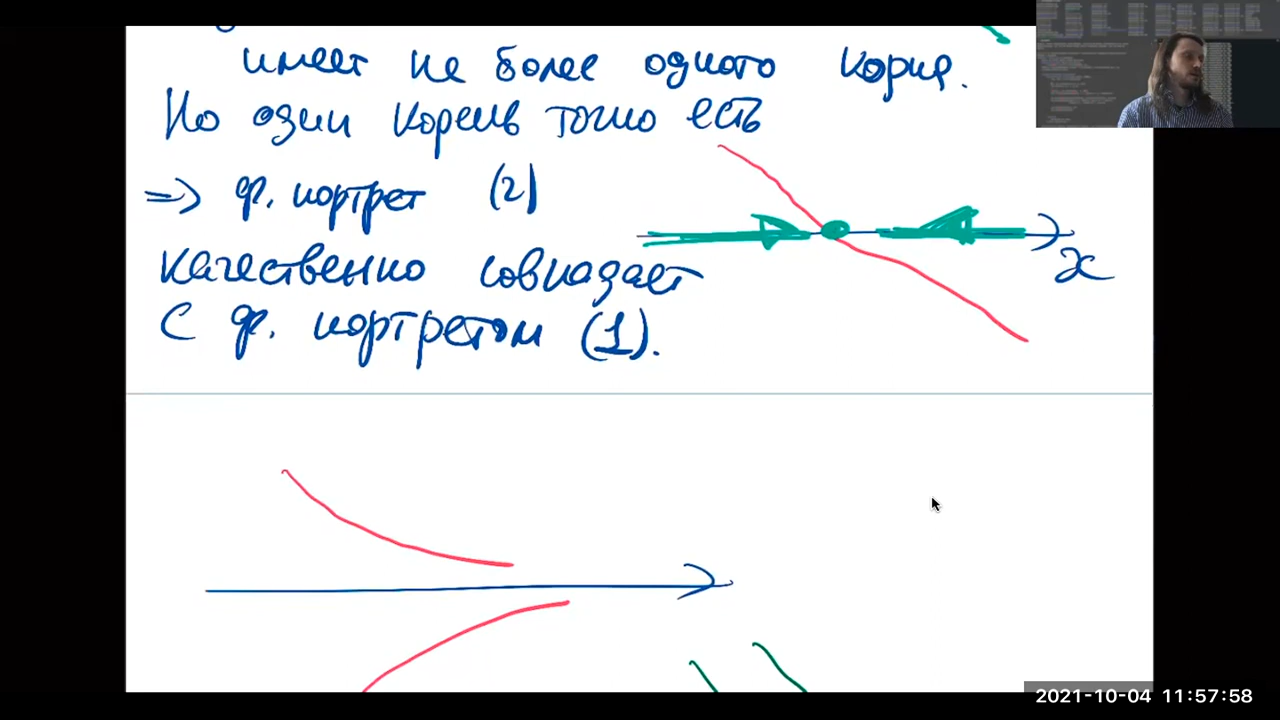 имеет не более одного корня.
Но один корень точно есть
=> ф. портрет (2)
качественно совпадает
с ф. портретом (1).
x
2021-10-04 11:57:58